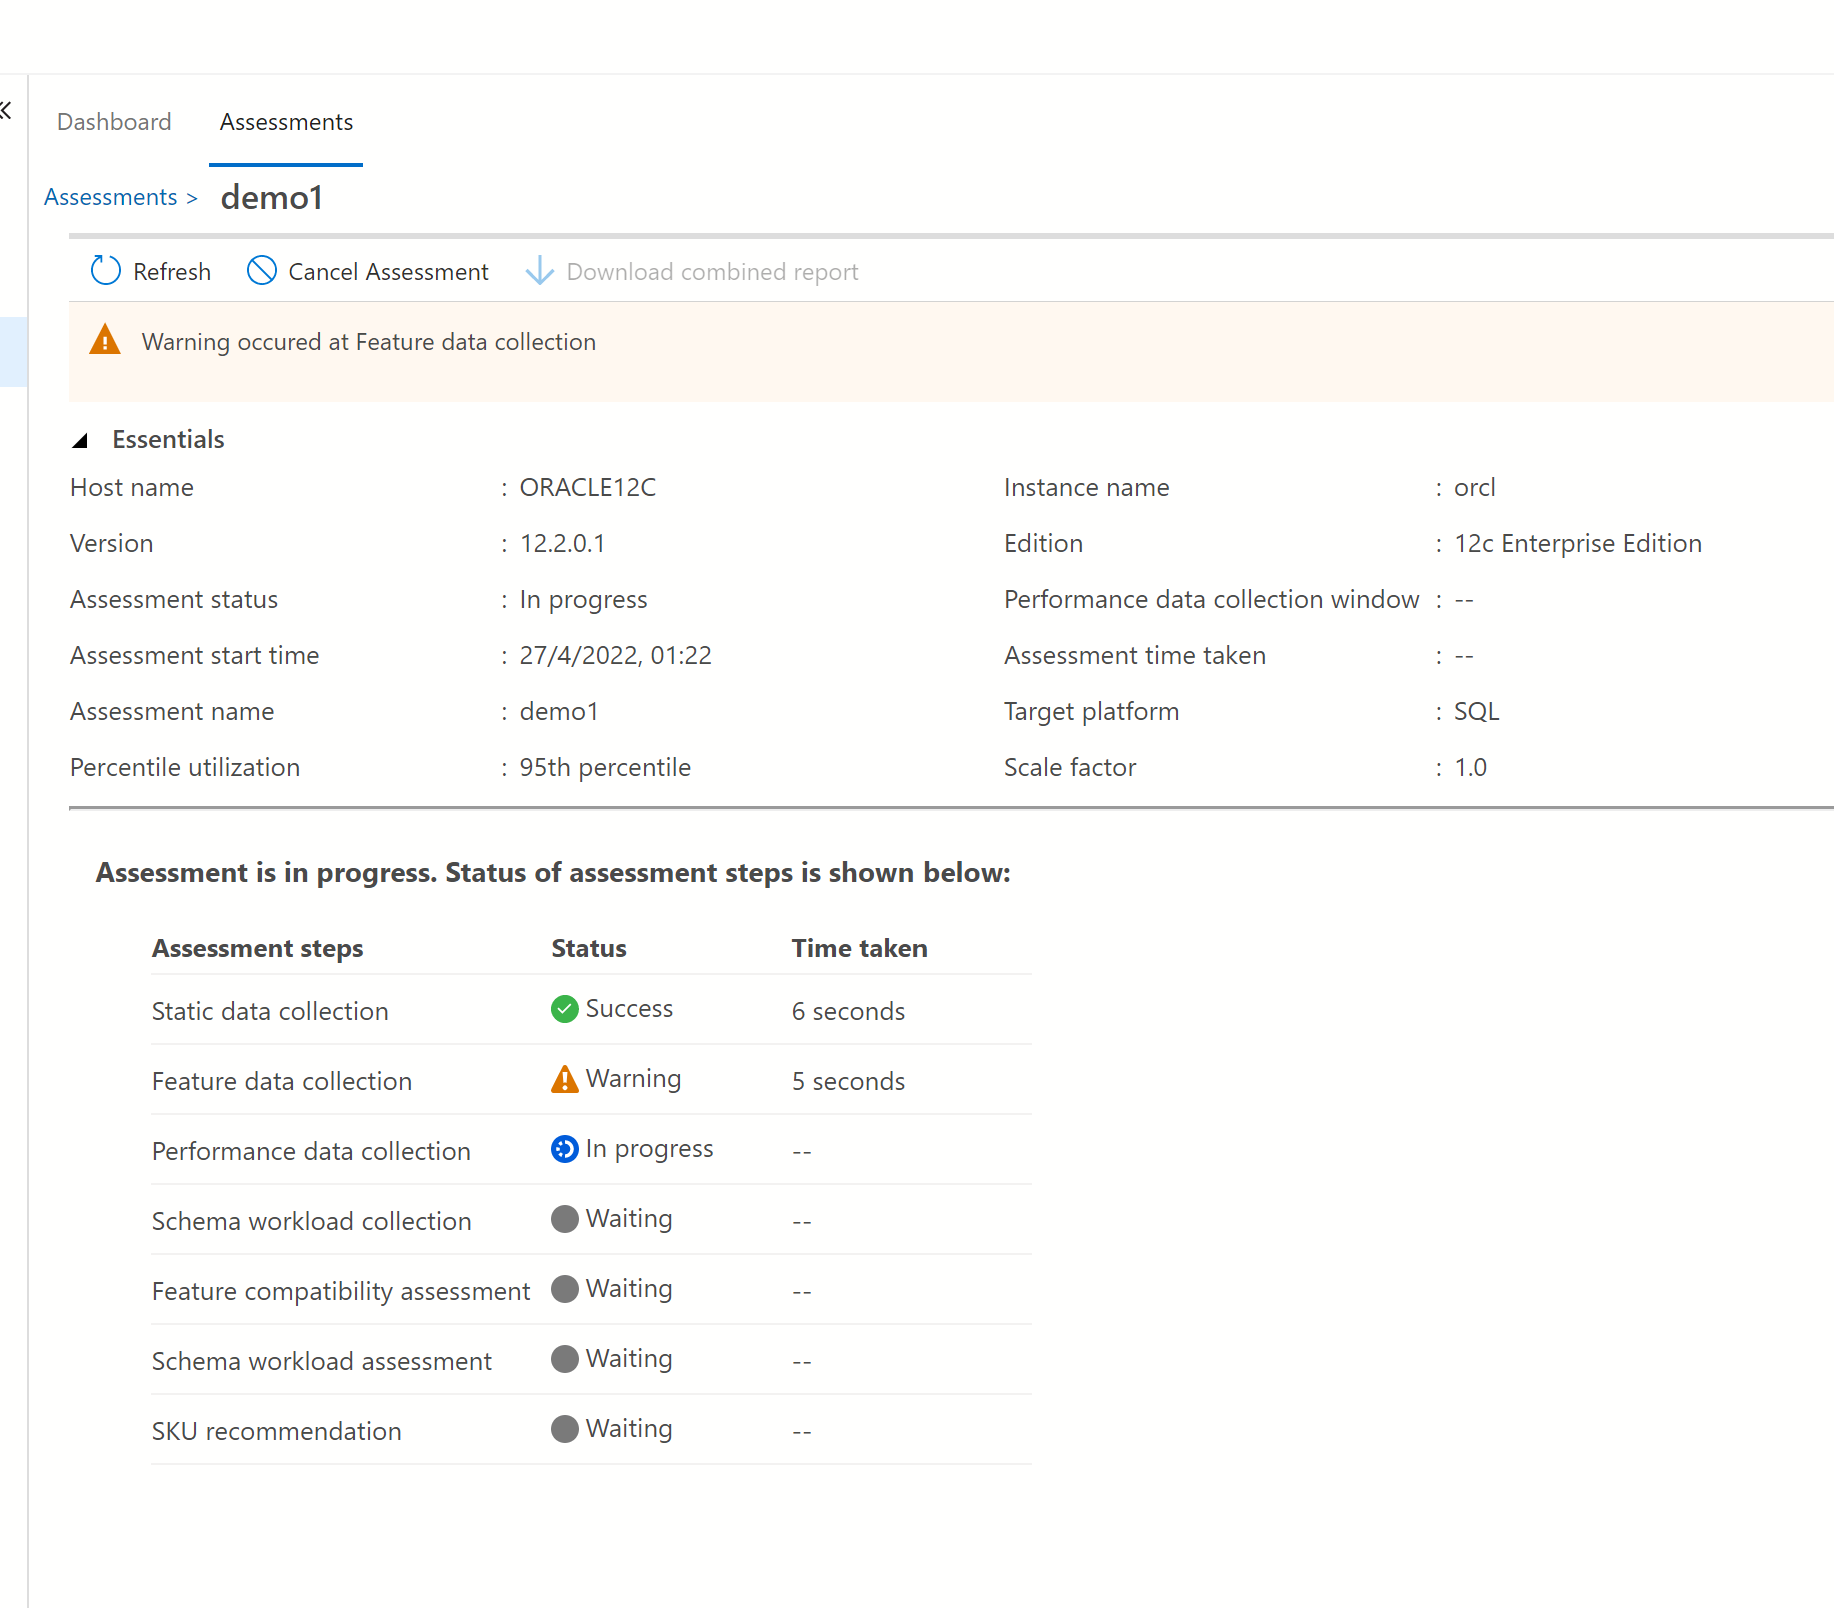 Dashboard Assessments
Assessments > demo1
Refresh Cancel Assessment Download combined report
Warning occured at Feature data collection
Essentials
Host name : ORACLE12C Instance name : orcl
Version : 12.2.0.1 Edition : 12c Enterprise Edition
Assessment status : In progress Performance data collection window : --
Assessment start time : 27/4/2022, 01:22 Assessment time taken : --
Assessment name : demo1 Target platform : SQL
Percentile utilization : 95th percentile Scale factor : 1.0
Assessment is in progress. Status of assessment steps is shown below:
Assessment steps Status Time taken
Static data collection Success 6 seconds
Feature data collection Warning 5 seconds
Performance data collection In progress --
Schema workload collection Waiting --
Feature compatibility assessment Waiting --
Schema workload assessment Waiting --
SKU recommendation Waiting --